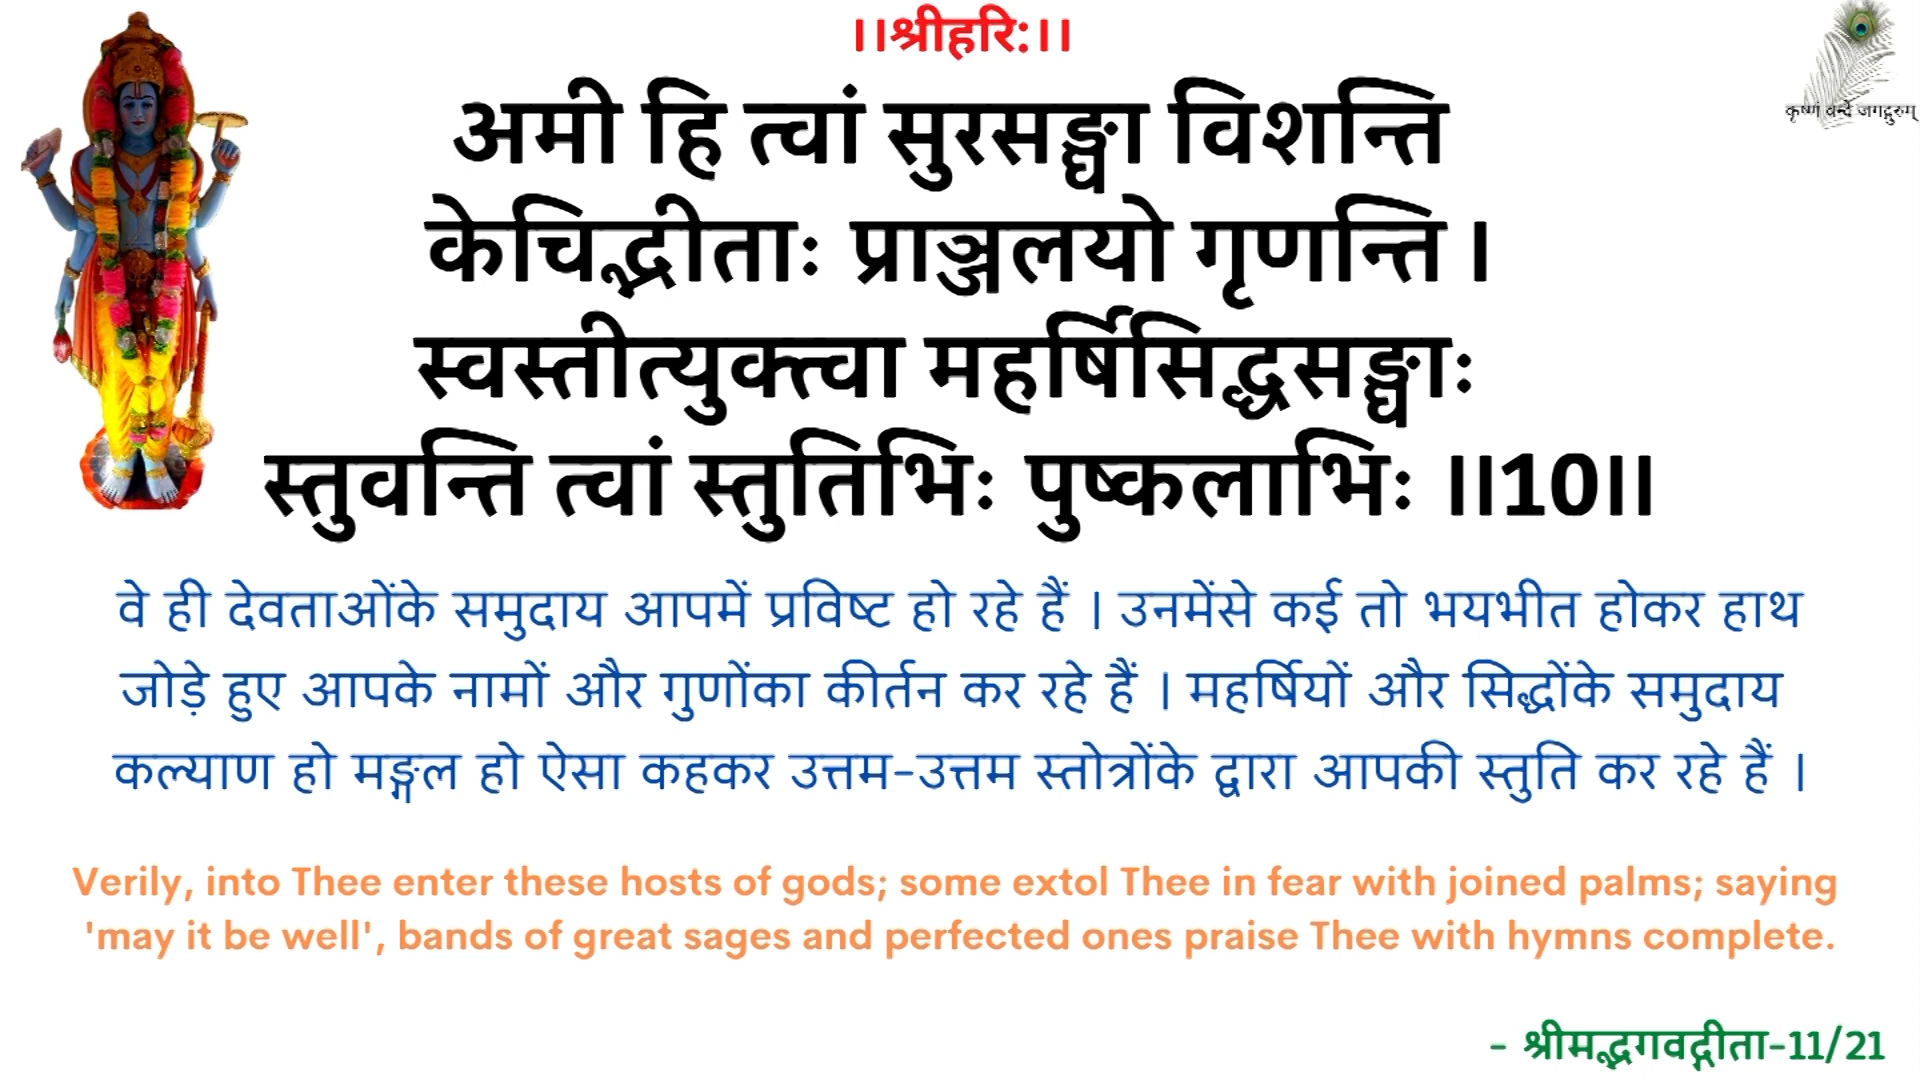 ।।श्रीहरि:।।
कृष्णं वन्दे जगद्गुरुम्
अमी हि त्वां सुरसङ्घा विशन्ति
केचिद्भीताः प्राञ्जलयो गृणन्ति ।
स्वस्तीत्युक्त्वा महर्षिसिद्धसङ्घाः
स्तुवन्ति त्वां स्तुतिभिः पुष्कलाभिः ।।10।।
वे ही देवताओंके समुदाय आपमें प्रविष्ट हो रहे हैं । उनमेंसे कई तो भयभीत होकर हाथ
जोड़े हुए आपके नामों और गुणोंका कीर्तन कर रहे हैं । महर्षियों और सिद्धोंके समुदाय
कल्याण हो मङ्गल हो ऐसा कहकर उत्तम-उत्तम स्तोत्रोंके द्वारा आपकी स्तुति कर रहे हैं ।
Verily, into Thee enter these hosts of gods; some extol Thee in fear with joined palms; saying
'may it be well', bands of great sages and perfected ones praise Thee with hymns complete.
- श्रीमद्भगवद्गीता-11/21